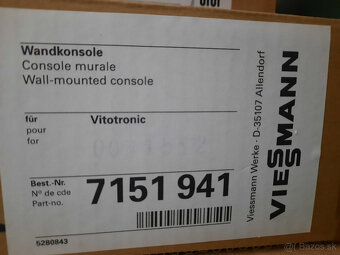 Wandkonsole
Console murale
Wall-mounted console
für
pour
for
Vitotronic
Best.-Nr.
N° de cde
Part-no.
7151 941
5280843
Viessmann Werke · D-35107 Allendorf
VIESSMANN